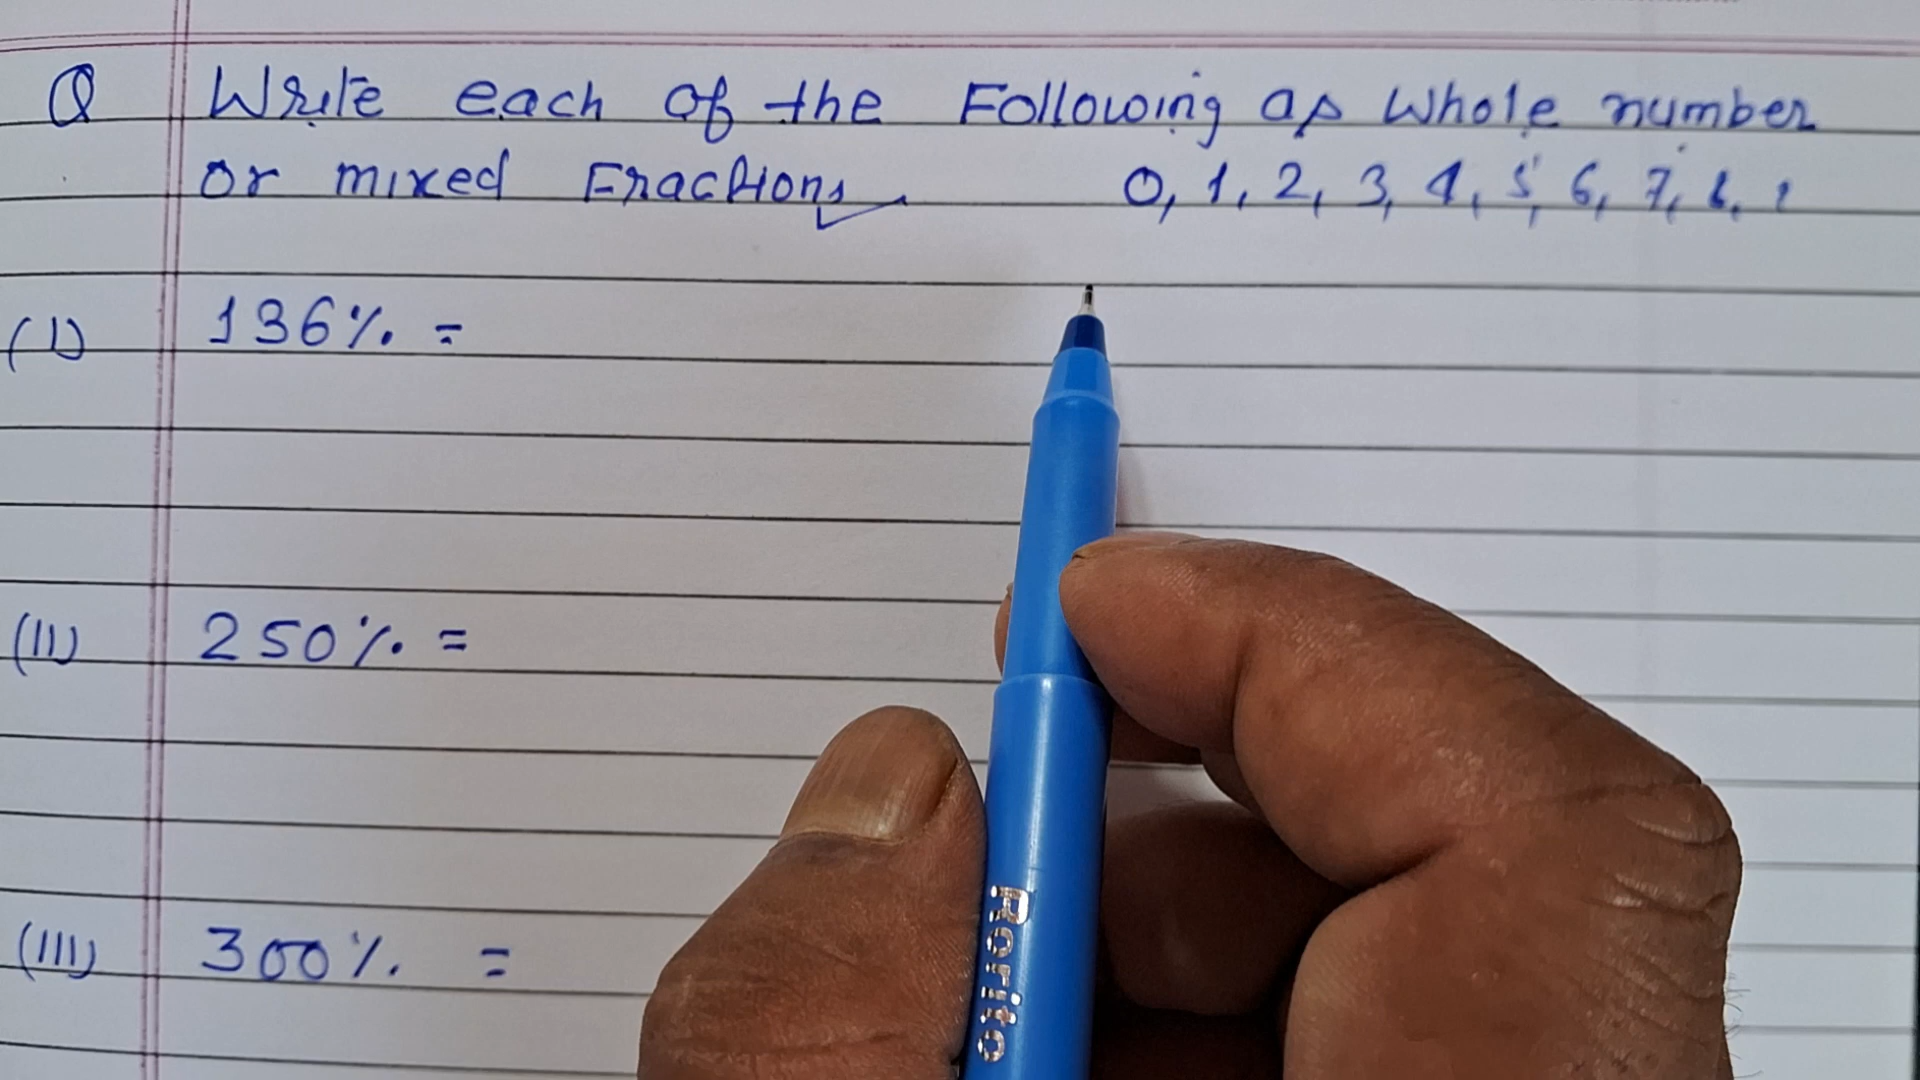 Q Write each of the Following as Whole number
or mixed Fractions 0, 1, 2, 3, 4, 5, 6, 7, 8,
(I) 136% =
(II) 250% =
(III) 300% =
Rorito